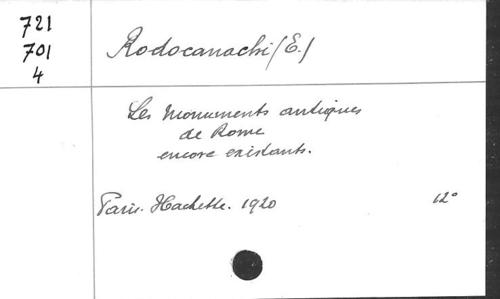 721
701
4
Rodocanachi (E.)
Les Monuments antiques
de Rome
encore existants.
Paris. Hachette. 1920 12°